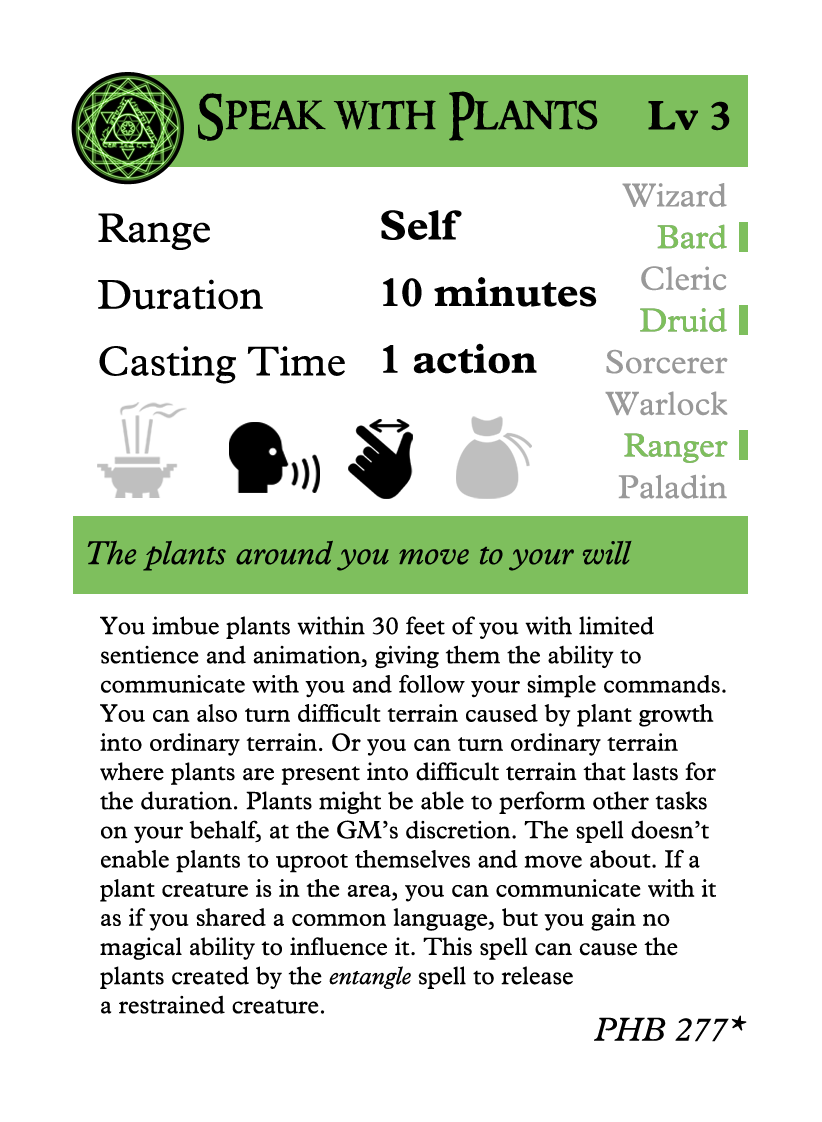 Speak with Plants Lv 3
Wizard
Range Self
Bard
Cleric
Duration 10 minutes
Druid
Casting Time 1 action
Sorcerer
Warlock
Ranger
Paladin
The plants around you move to your will
You imbue plants within 30 feet of you with limited
sentience and animation, giving them the ability to
communicate with you and follow your simple commands.
You can also turn difficult terrain caused by plant growth
into ordinary terrain. Or you can turn ordinary terrain
where plants are present into difficult terrain that lasts for
the duration. Plants might be able to perform other tasks
on your behalf, at the GM’s discretion. The spell doesn’t
enable plants to uproot themselves and move about. If a
plant creature is in the area, you can communicate with it
as if you shared a common language, but you gain no
magical ability to influence it. This spell can cause the
plants created by the entangle spell to release
a restrained creature.
PHB 277*